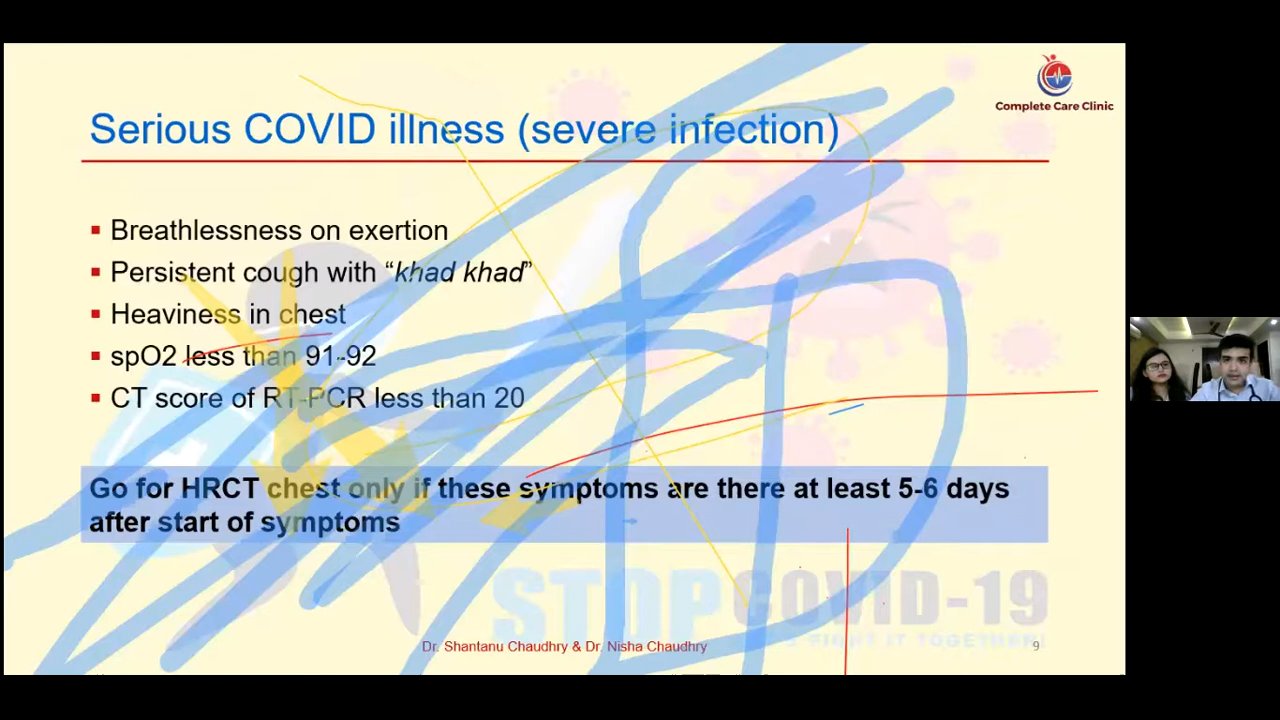 Complete Care Clinic
Serious COVID illness (severe infection)
Breathlessness on exertion
Persistent cough with “khad khad”
Heaviness in chest
spO2 less than 91-92
CT score of RT-PCR less than 20
Go for HRCT chest only if these symptoms are there at least 5-6 days
after start of symptoms
STOP COVID-19
FIGHT IT TOGETHER!
Dr. Shantanu Chaudhry & Dr. Nisha Chaudhry
9